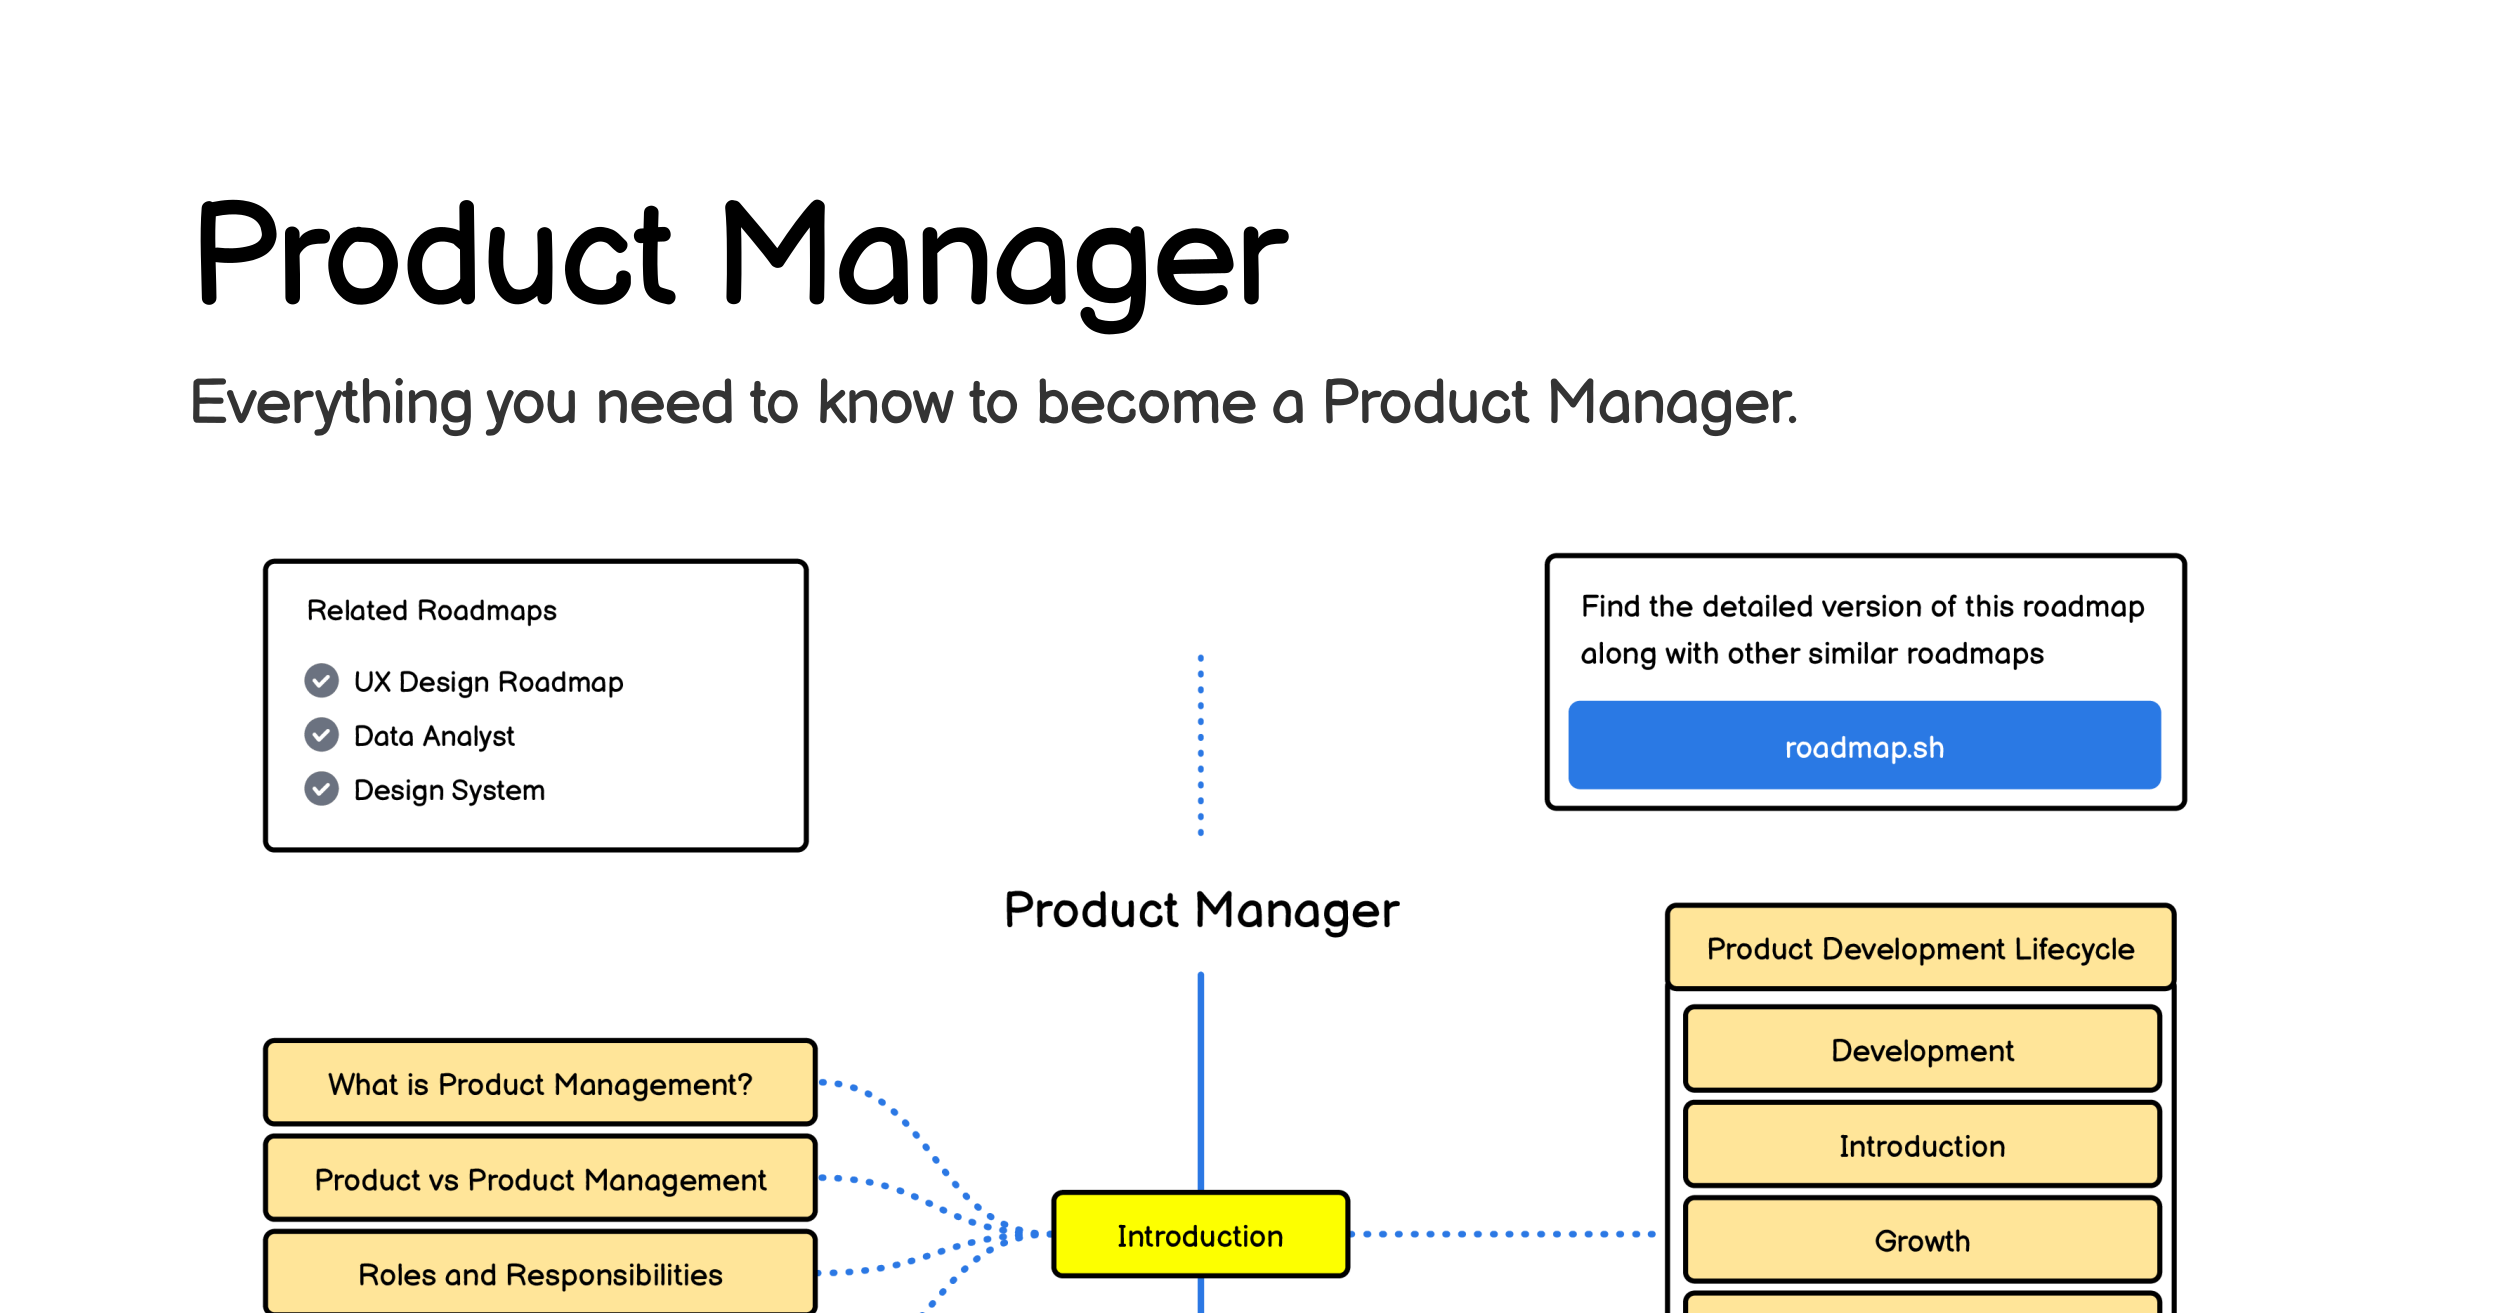 Product Manager
Everything you need to know to become a Product Manager.
Related Roadmaps
UX Design Roadmap
Data Analyst
Design System
Find the detailed version of this roadmap
along with other similar roadmaps
roadmap.sh
Product Manager
What is Product Management?
Product vs Product Management
Roles and Responsibilities
Introduction
Product Development Lifecycle
Development
Introduction
Growth